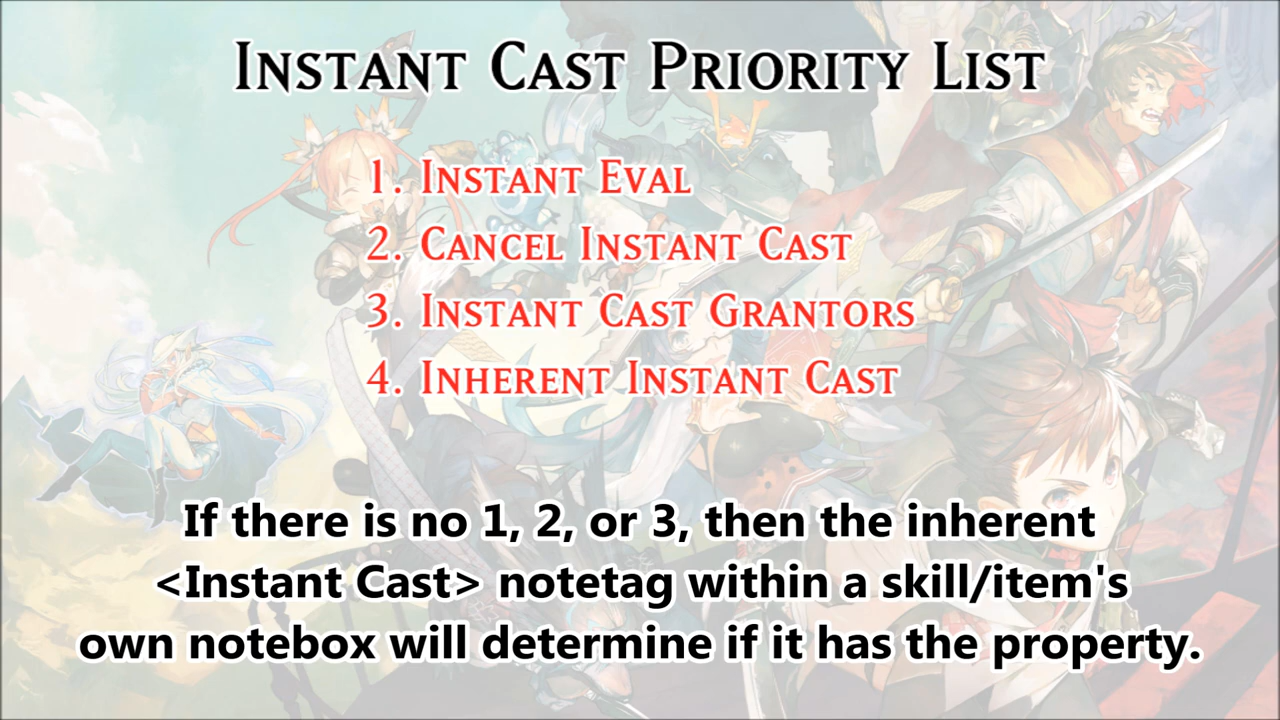 Instant Cast Priority List
1. Instant Eval
2. Cancel Instant Cast
3. Instant Cast Grantors
4. Inherent Instant Cast
If there is no 1, 2, or 3, then the inherent
<Instant Cast> notetag within a skill/item's
own notebox will determine if it has the property.